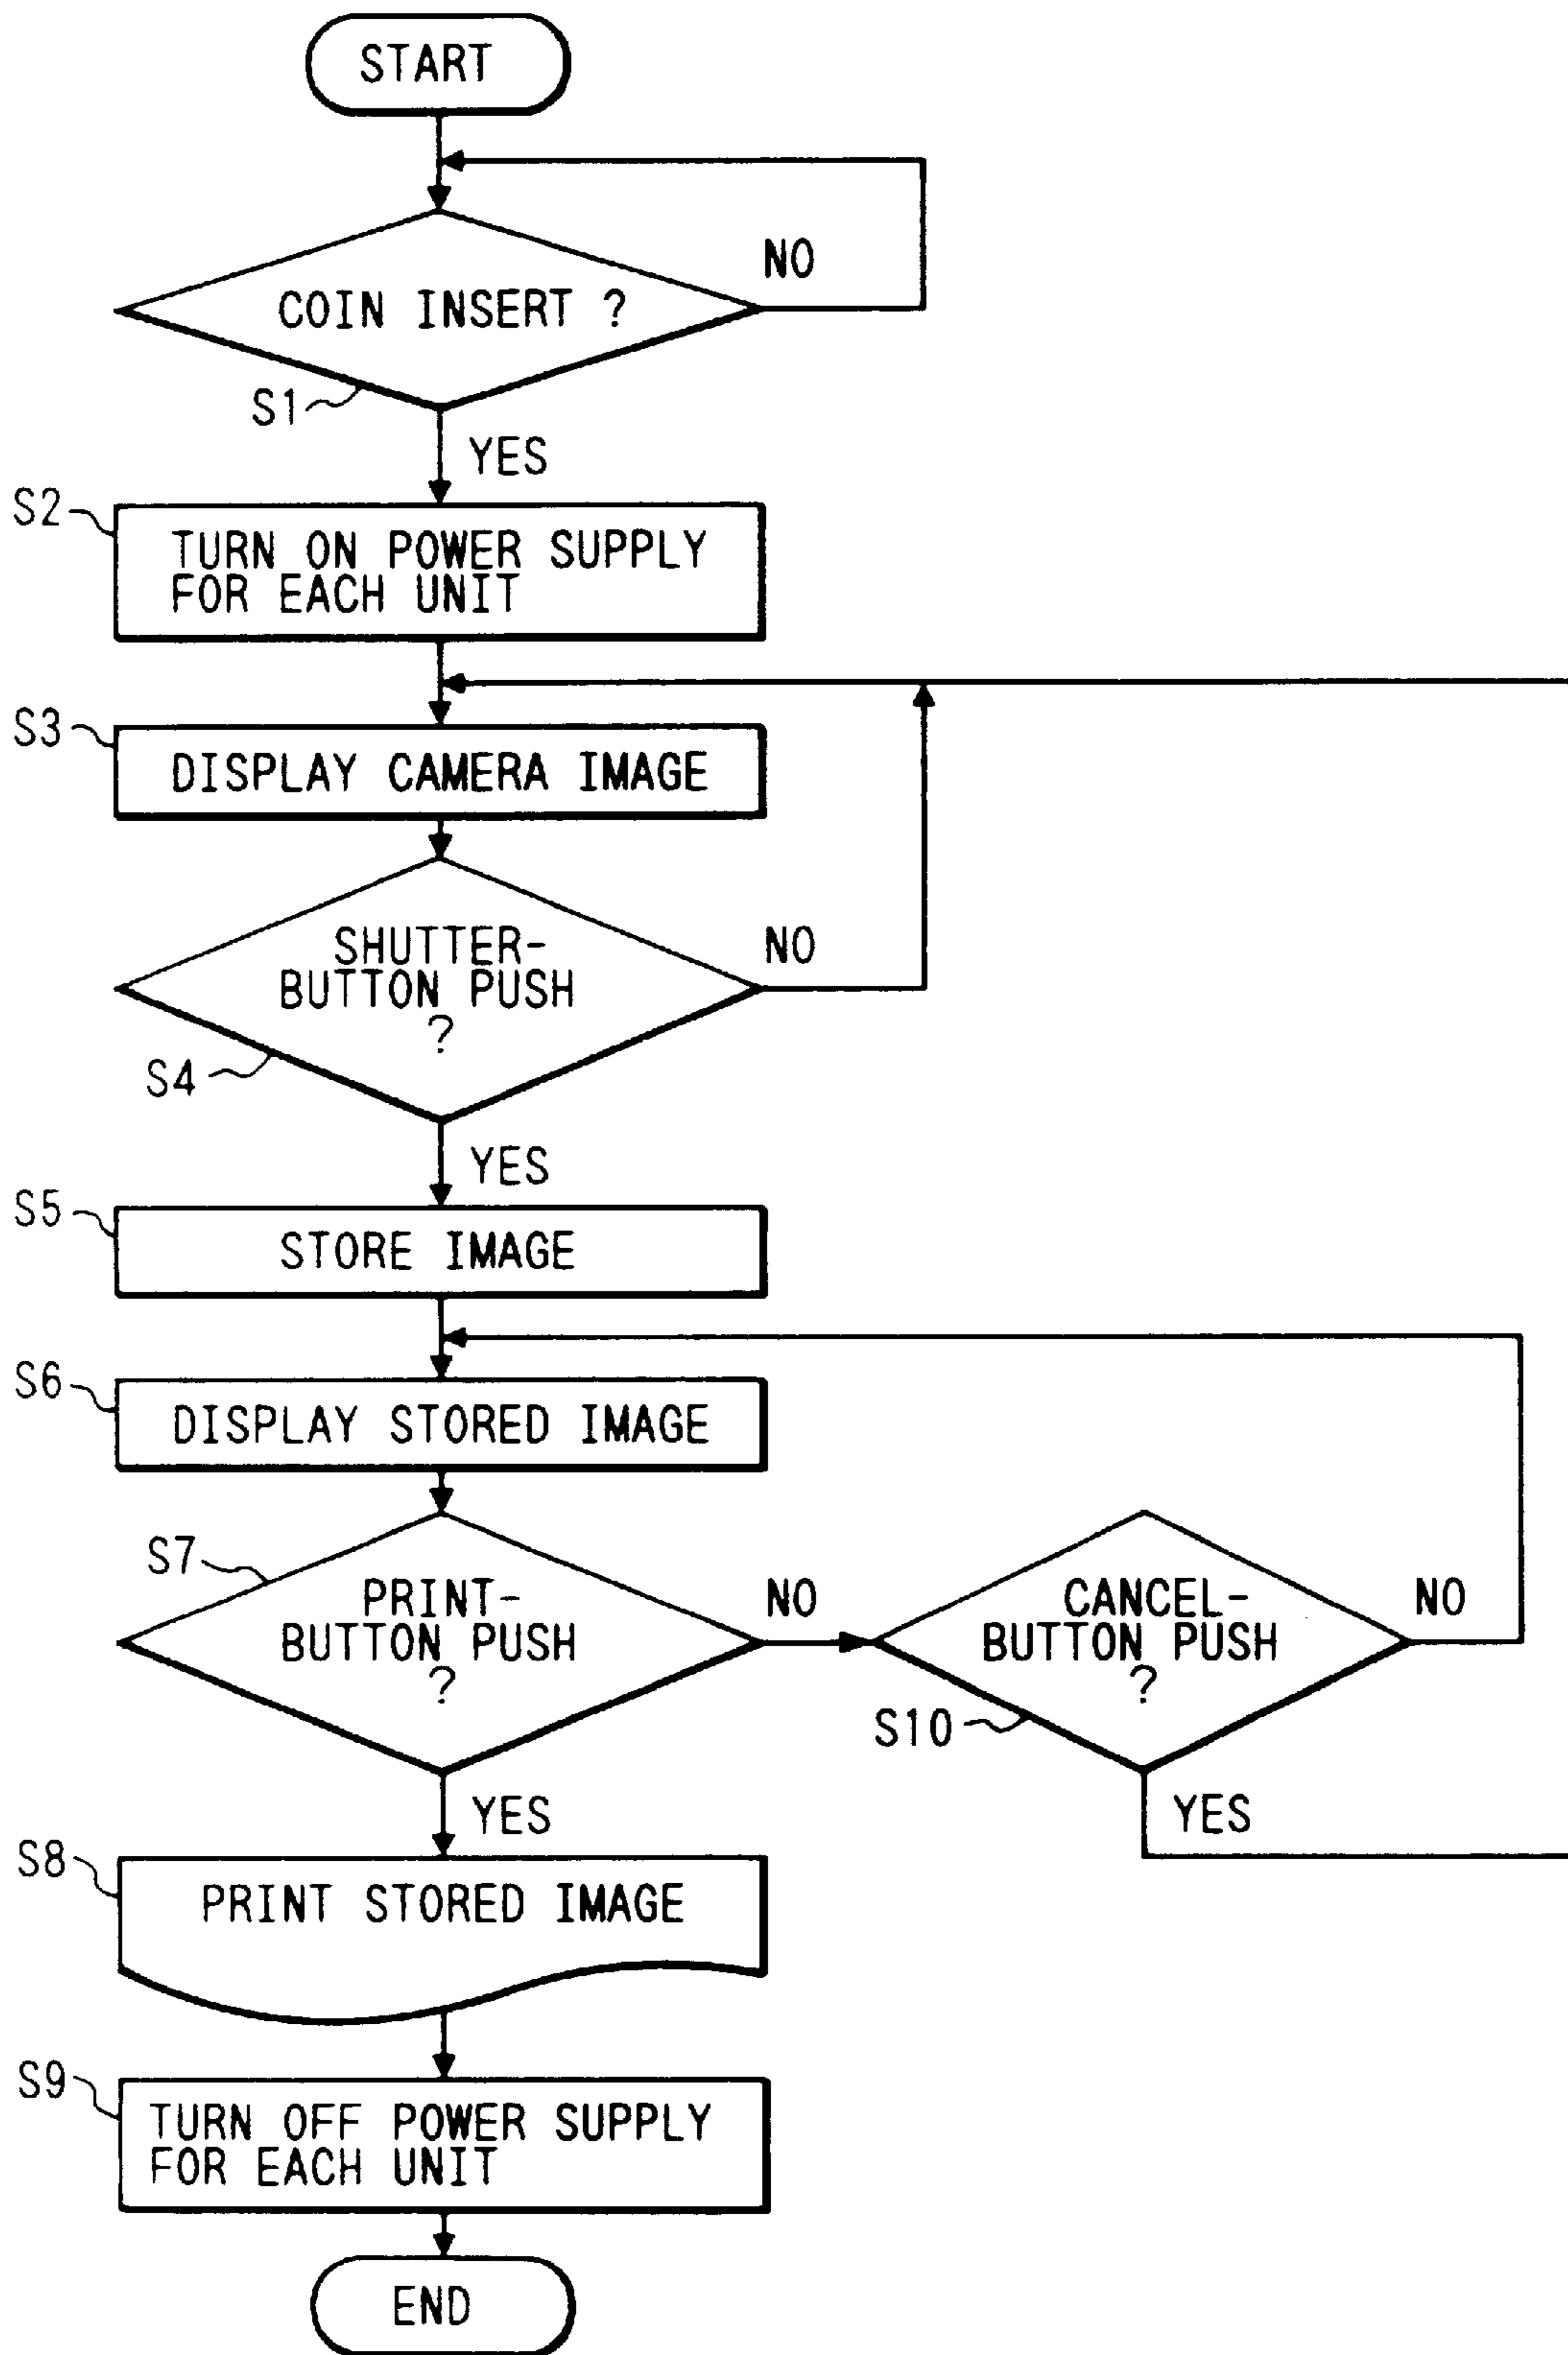 START
NO
COIN INSERT ?
S1
YES
S2
TURN ON POWER SUPPLY
FOR EACH UNIT
S3
DISPLAY CAMERA IMAGE
SHUTTER-
BUTTON PUSH
?
NO
S4
YES
S5
STORE IMAGE
S6
DISPLAY STORED IMAGE
S7
PRINT-
BUTTON PUSH
?
NO
CANCEL-
BUTTON PUSH
?
NO
S10
YES
YES
S8
PRINT STORED IMAGE
S9
TURN OFF POWER SUPPLY
FOR EACH UNIT
END